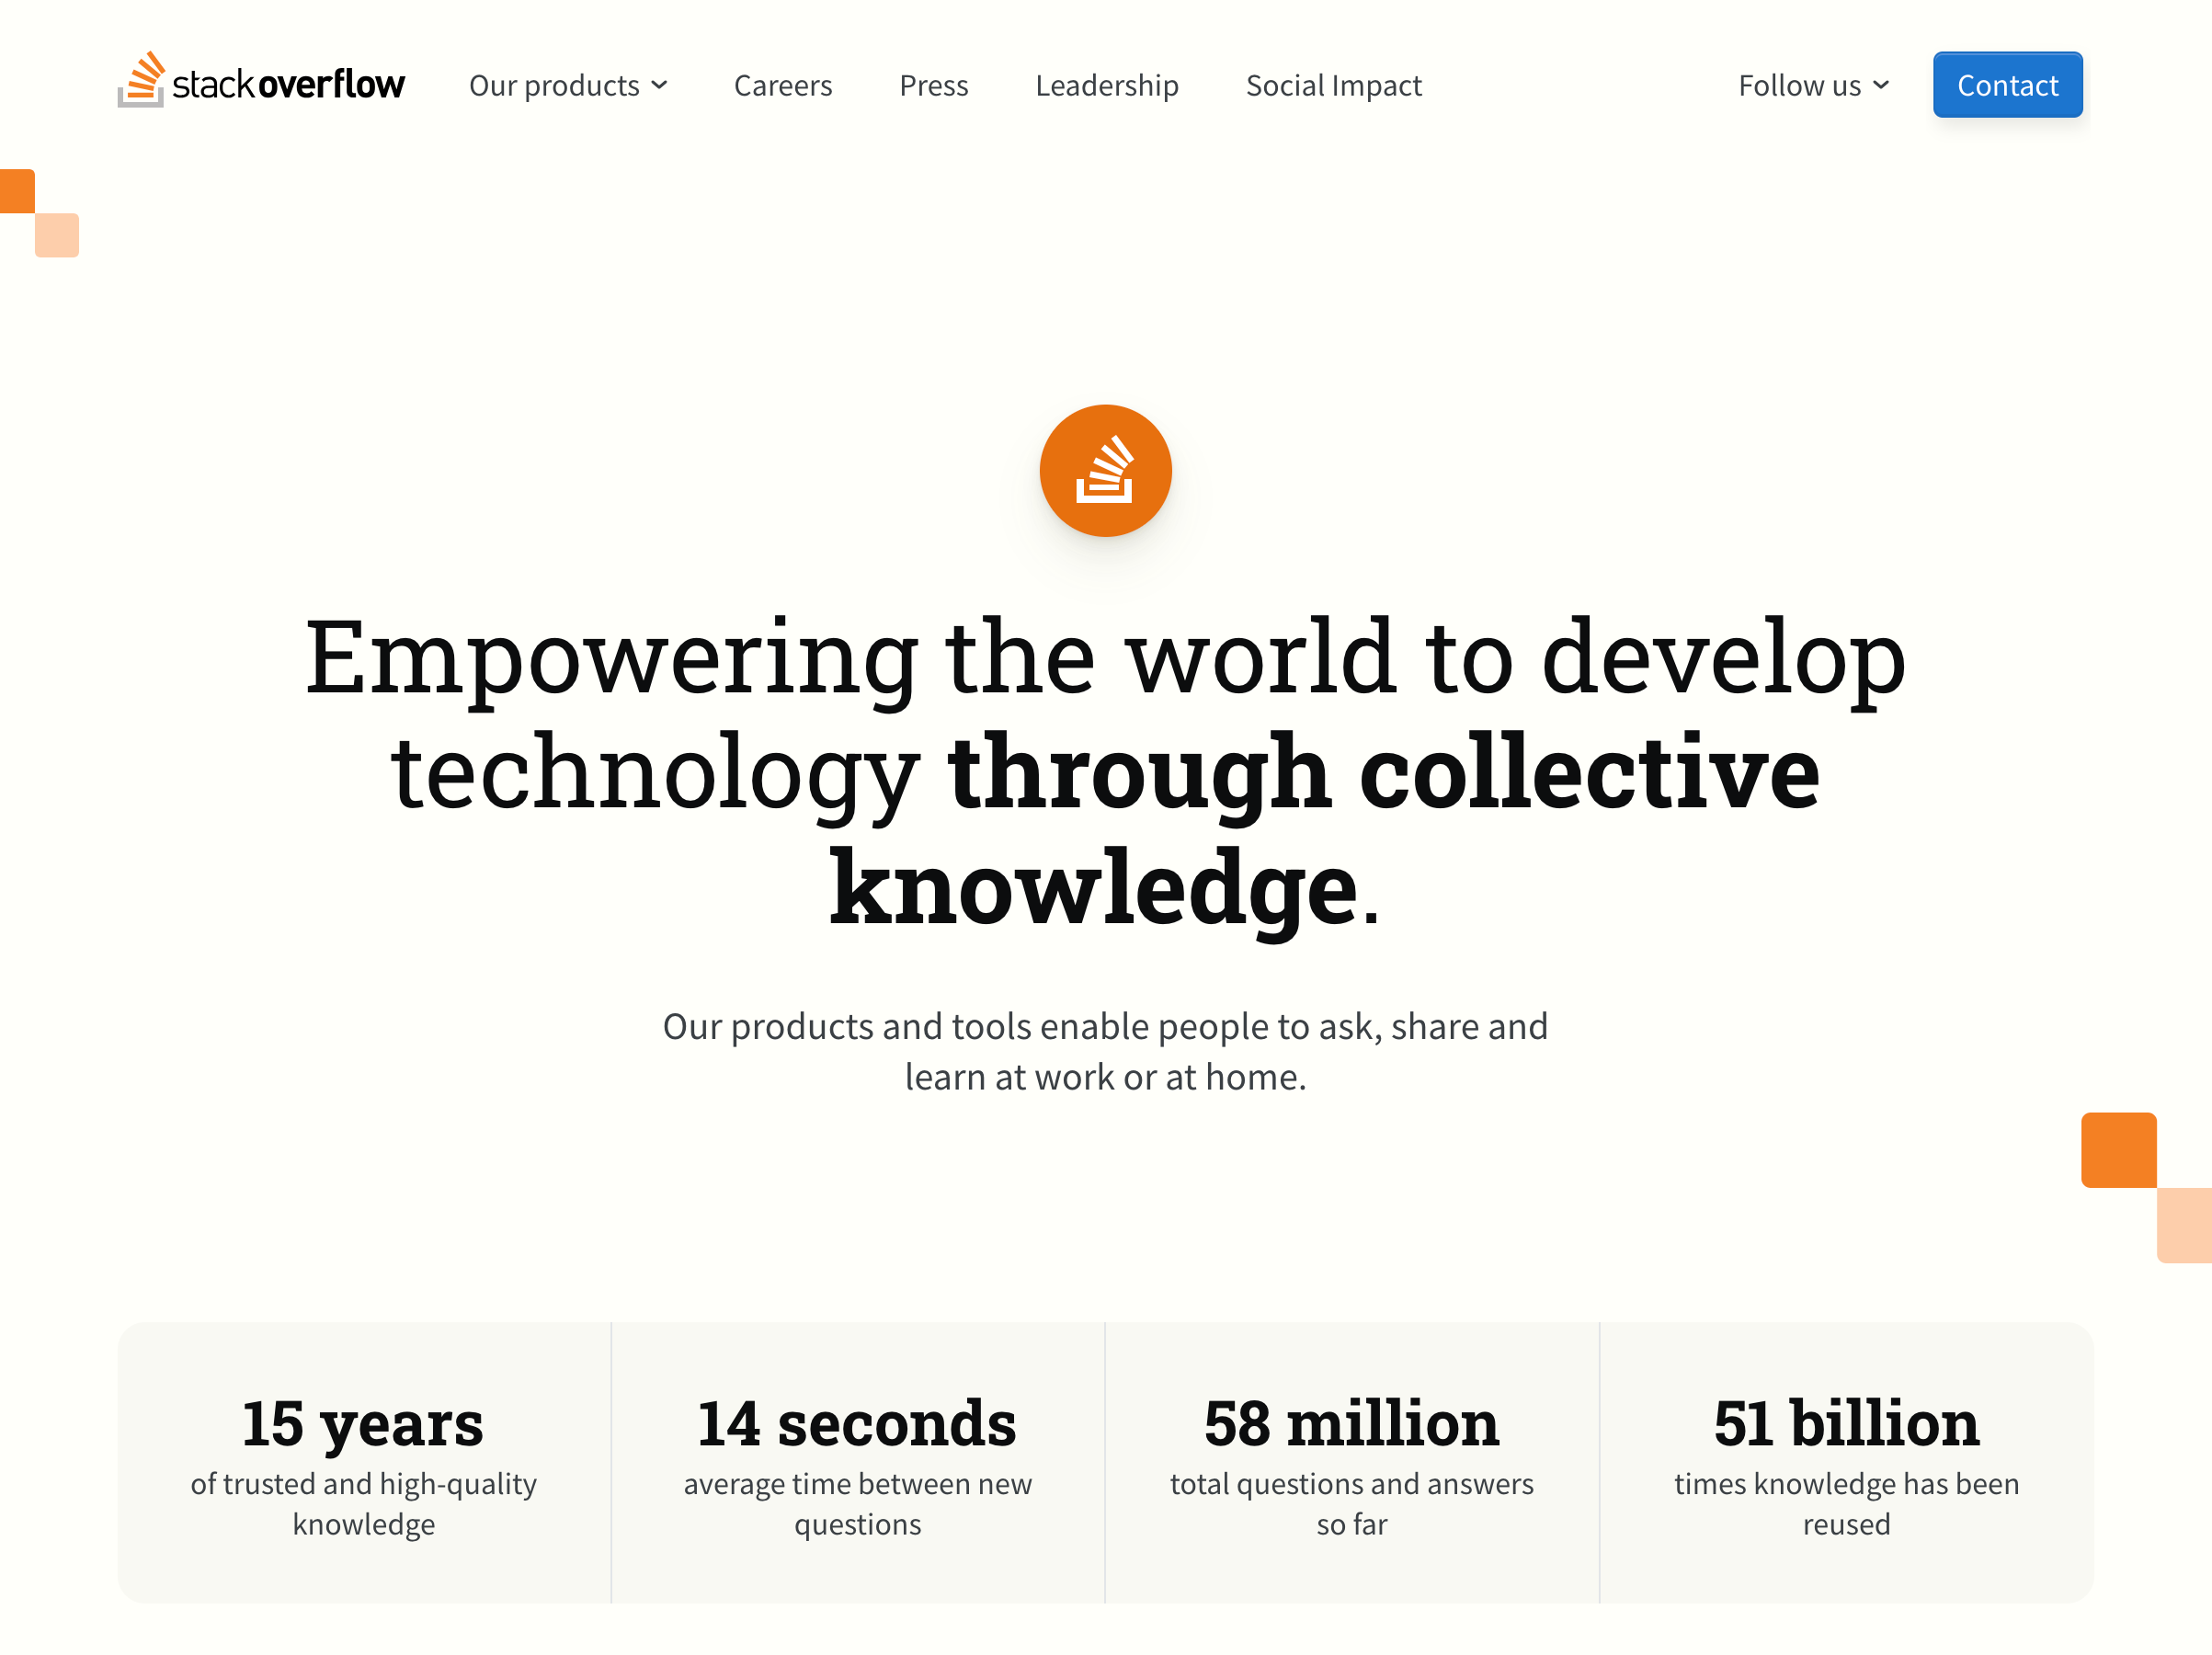 stackoverflow
Our products
Careers
Press
Leadership
Social Impact
Follow us
Contact
Empowering the world to develop
technology through collective
knowledge.
Our products and tools enable people to ask, share and
learn at work or at home.
15 years
of trusted and high-quality
knowledge
14 seconds
average time between new
questions
58 million
total questions and answers
so far
51 billion
times knowledge has been
reused